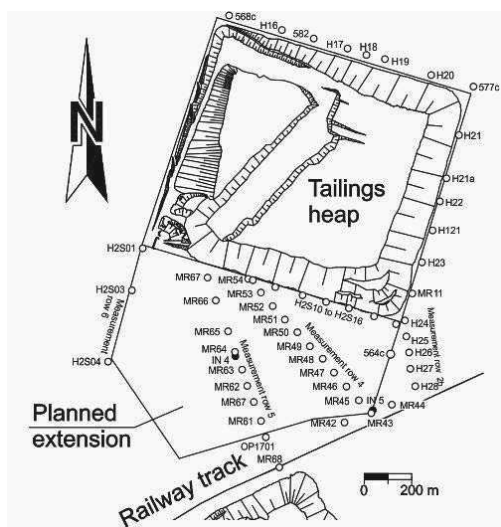 568c
H16
582
H17
H18
H19
H20
577c
N
H21
Tailings
heap
H21a
H22
H121
H2S01
H23
MR67
MR54
H2S03
MR53
MR11
MR66
MR52
H2S10 to H2S16
Measurement
row 6
MR51
H24
MR65
MR50
H25
MR49
Measurement row 4
564c
H26
MR64
IN 4
MR48
H2S04
MR63
MR47
H27
Measurement row 5
MR62
MR46
H28
Planned
extension
MR67
MR45
IN 5
MR44
MR61
MR42
MR43
OP1701
MR68
Railway track
0
200 m